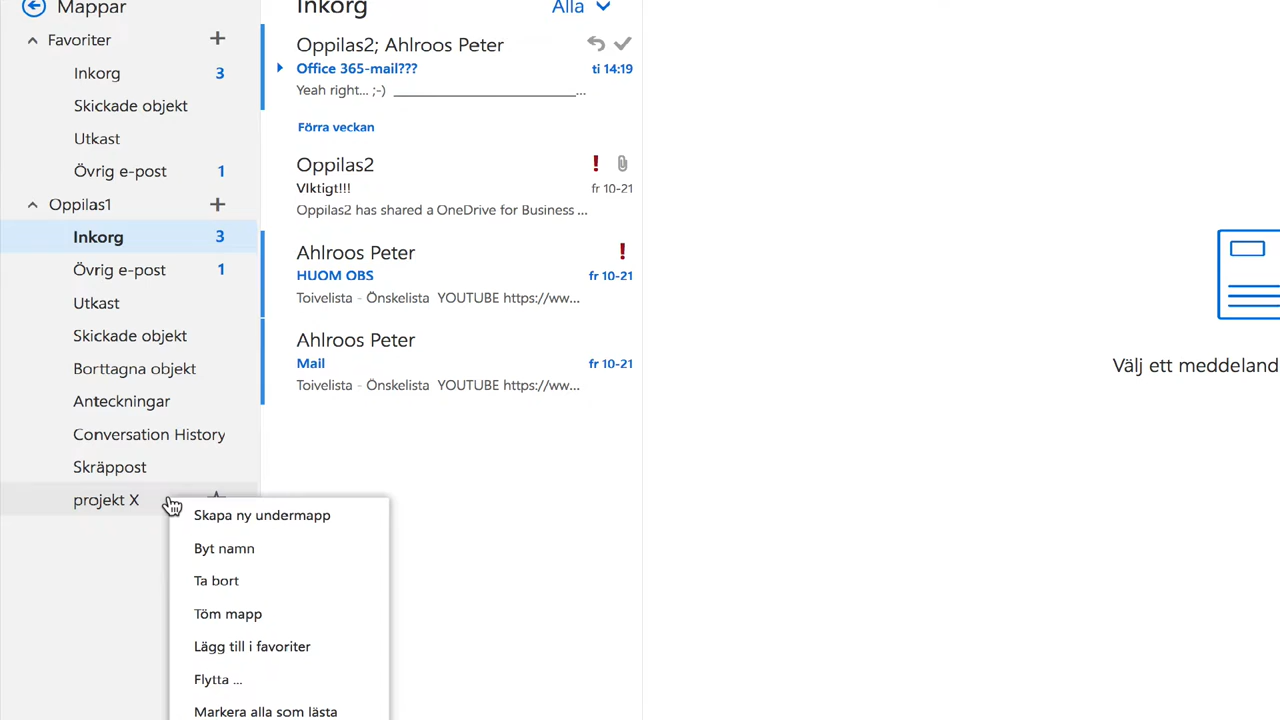 Mappar
Favoriter
Inkorg 3
Skickade objekt
Utkast
Övrig e-post 1
Oppilas1
Inkorg 3
Övrig e-post 1
Utkast
Skickade objekt
Borttagna objekt
Anteckningar
Conversation History
Skräppost
projekt X
Inkorg Alla
Oppilas2; Ahlroos Peter
Office 365-mail??? ti 14:19
Yeah right... ;-) ________________________...
Förra veckan
Oppilas2
VIktigt!!! fr 10-21
Oppilas2 has shared a OneDrive for Business ...
Ahlroos Peter
HUOM OBS fr 10-21
Toivelista - Önskelista YOUTUBE https://ww...
Ahlroos Peter
Mail fr 10-21
Toivelista - Önskelista YOUTUBE https://ww...
Skapa ny undermapp
Byt namn
Ta bort
Töm mapp
Lägg till i favoriter
Flytta ...
Markera alla som lästa
Välj ett meddeland